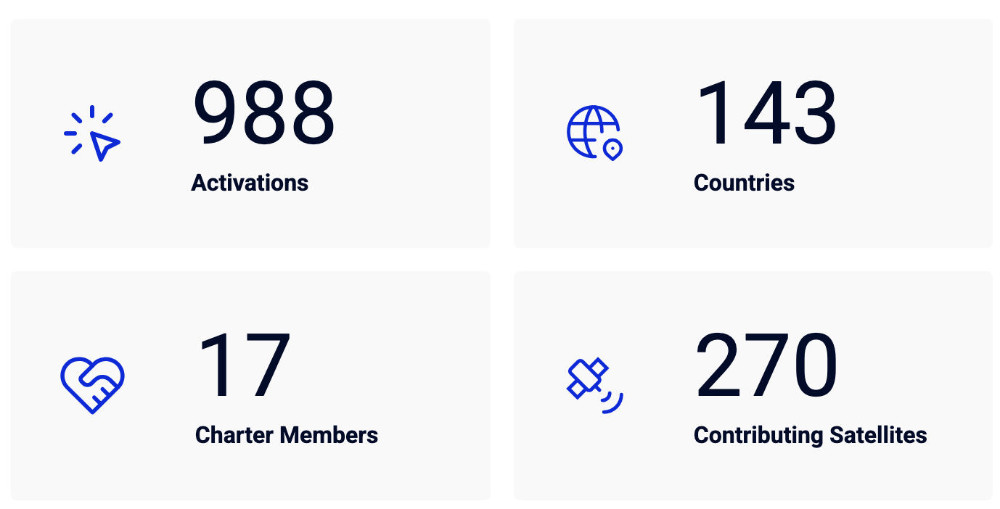 988
Activations
143
Countries
17
Charter Members
270
Contributing Satellites